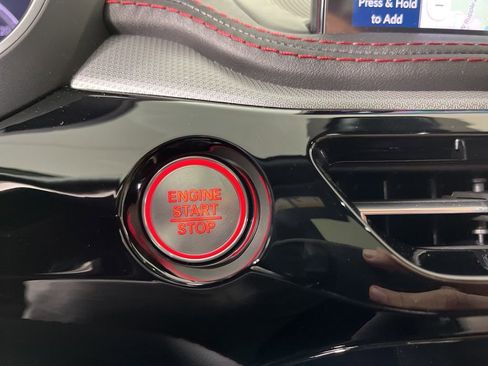 Press & Hold
to Add
ENGINE
START
STOP